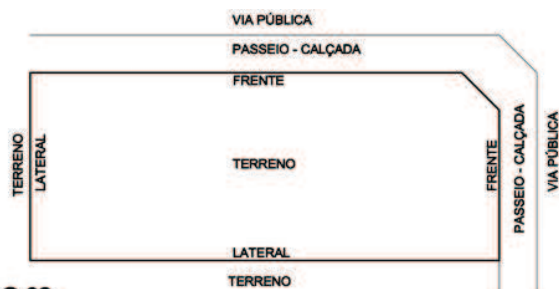 VIA PÚBLICA
PASSEIO - CALÇADA
FRENTE
TERRENO
LATERAL
TERRENO
FRENTE
PASSEIO - CALÇADA
VIA PÚBLICA
LATERAL
TERRENO